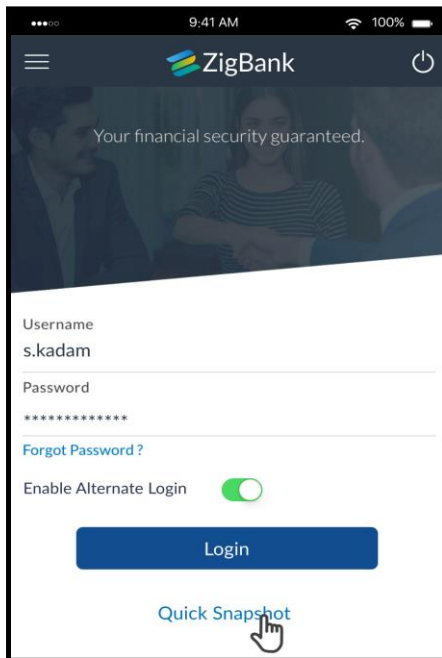 9:41 AM
100%
ZigBank
Your financial security guaranteed.
Username
s.kadam
Password
*************
Forgot Password ?
Enable Alternate Login
Login
Quick Snapshot